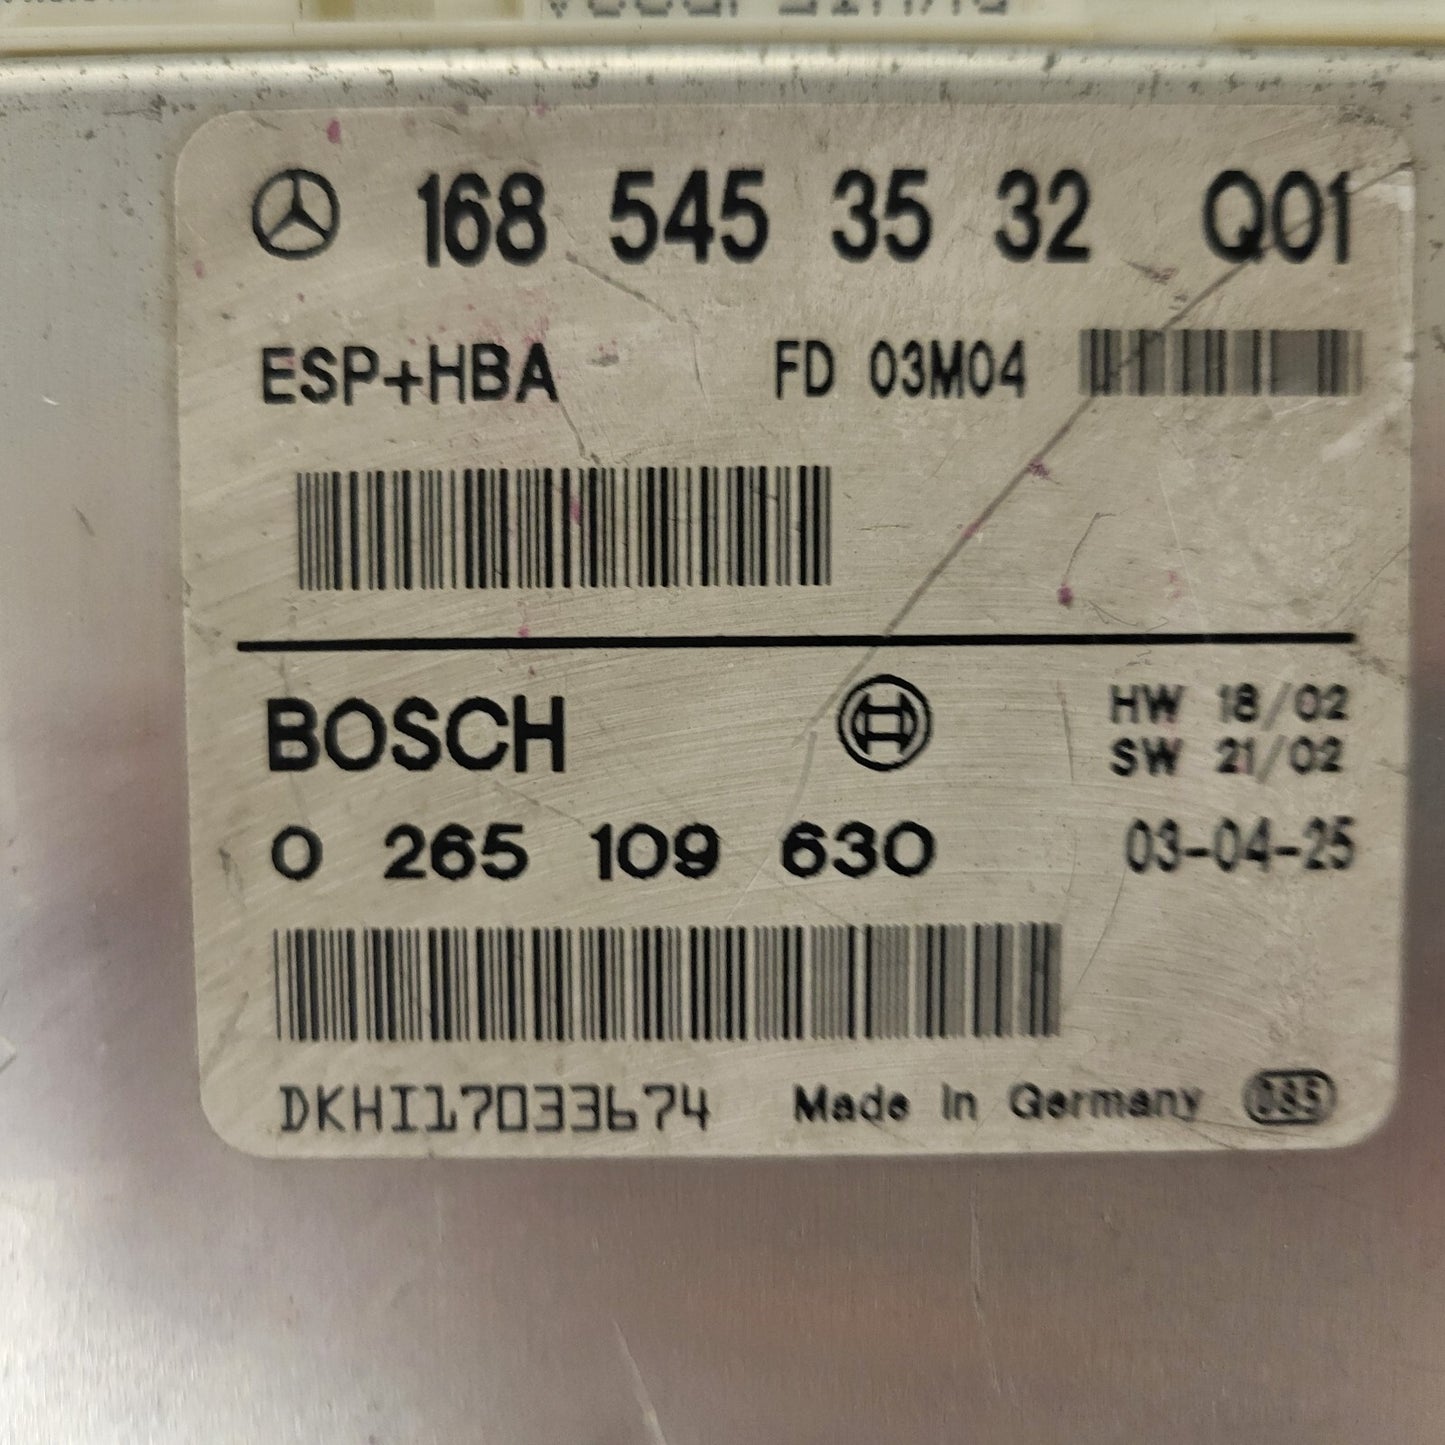 168 545 35 32 Q01
ESP+HBA FD 03M04
BOSCH HW 18/02
SW 21/02
0 265 109 630 03-04-25
DKHI17033674 Made in Germany 085